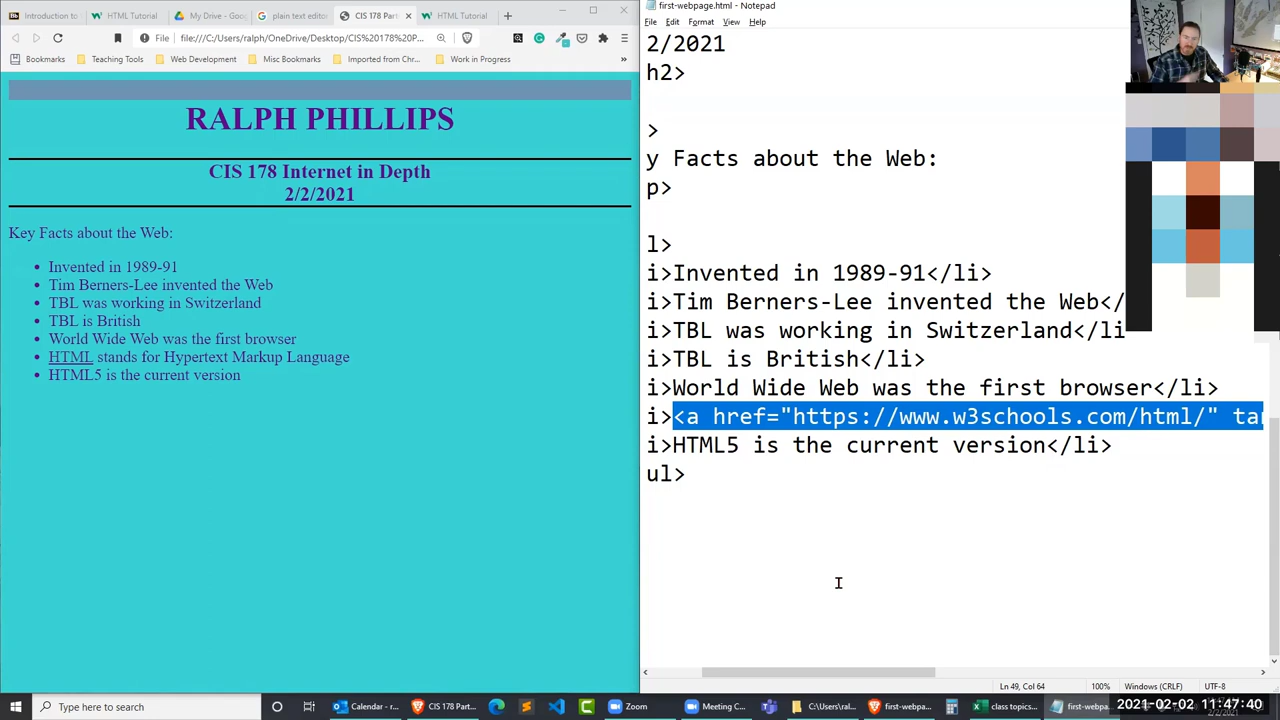 Introduction to
HTML Tutorial
My Drive - Goog
plain text editor
CIS 178 Part
HTML Tutorial
File
file:///C:/Users/ralph/OneDrive/Desktop/CIS%20178%20P...
Bookmarks
Teaching Tools
Web Development
Misc Bookmarks
Imported from Chr...
Work in Progress
RALPH PHILLIPS
CIS 178 Internet in Depth
2/2/2021
Key Facts about the Web:
• Invented in 1989-91
• Tim Berners-Lee invented the Web
• TBL was working in Switzerland
• TBL is British
• World Wide Web was the first browser
• HTML stands for Hypertext Markup Language
• HTML5 is the current version
first-webpage.html - Notepad
File Edit Format View Help
2/2021
h2>
>
y Facts about the Web:
p>
l>
i>Invented in 1989-91</li>
i>Tim Berners-Lee invented the Web</
i>TBL was working in Switzerland</li
i>TBL is British</li>
i>World Wide Web was the first browser</li>
i><a href="https://www.w3schools.com/html/" tar
i>HTML5 is the current version</li>
ul>
Ln 49, Col 64
100%
Windows (CRLF)
UTF-8
Type here to search
Calendar - r...
CIS 178 Part...
Zoom
Meeting C...
C:\Users\ral...
first-webpa...
class topics...
first-webpa...
2021-02-02 11:47:40